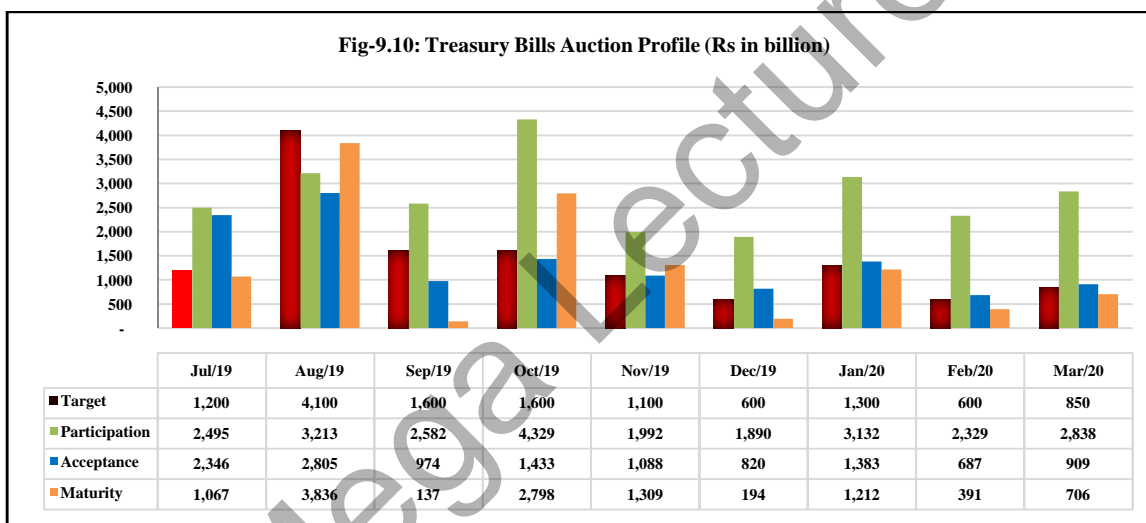 Fig-9.10: Treasury Bills Auction Profile (Rs in billion)
5,000
4,500
4,000
3,500
3,000
2,500
2,000
1,500
1,000
500
-
Jul/19 Aug/19 Sep/19 Oct/19 Nov/19 Dec/19 Jan/20 Feb/20 Mar/20
Target 1,200 4,100 1,600 1,600 1,100 600 1,300 600 850
Participation 2,495 3,213 2,582 4,329 1,992 1,890 3,132 2,329 2,838
Acceptance 2,346 2,805 974 1,433 1,088 820 1,383 687 909
Maturity 1,067 3,836 137 2,798 1,309 194 1,212 391 706
ega Lecture